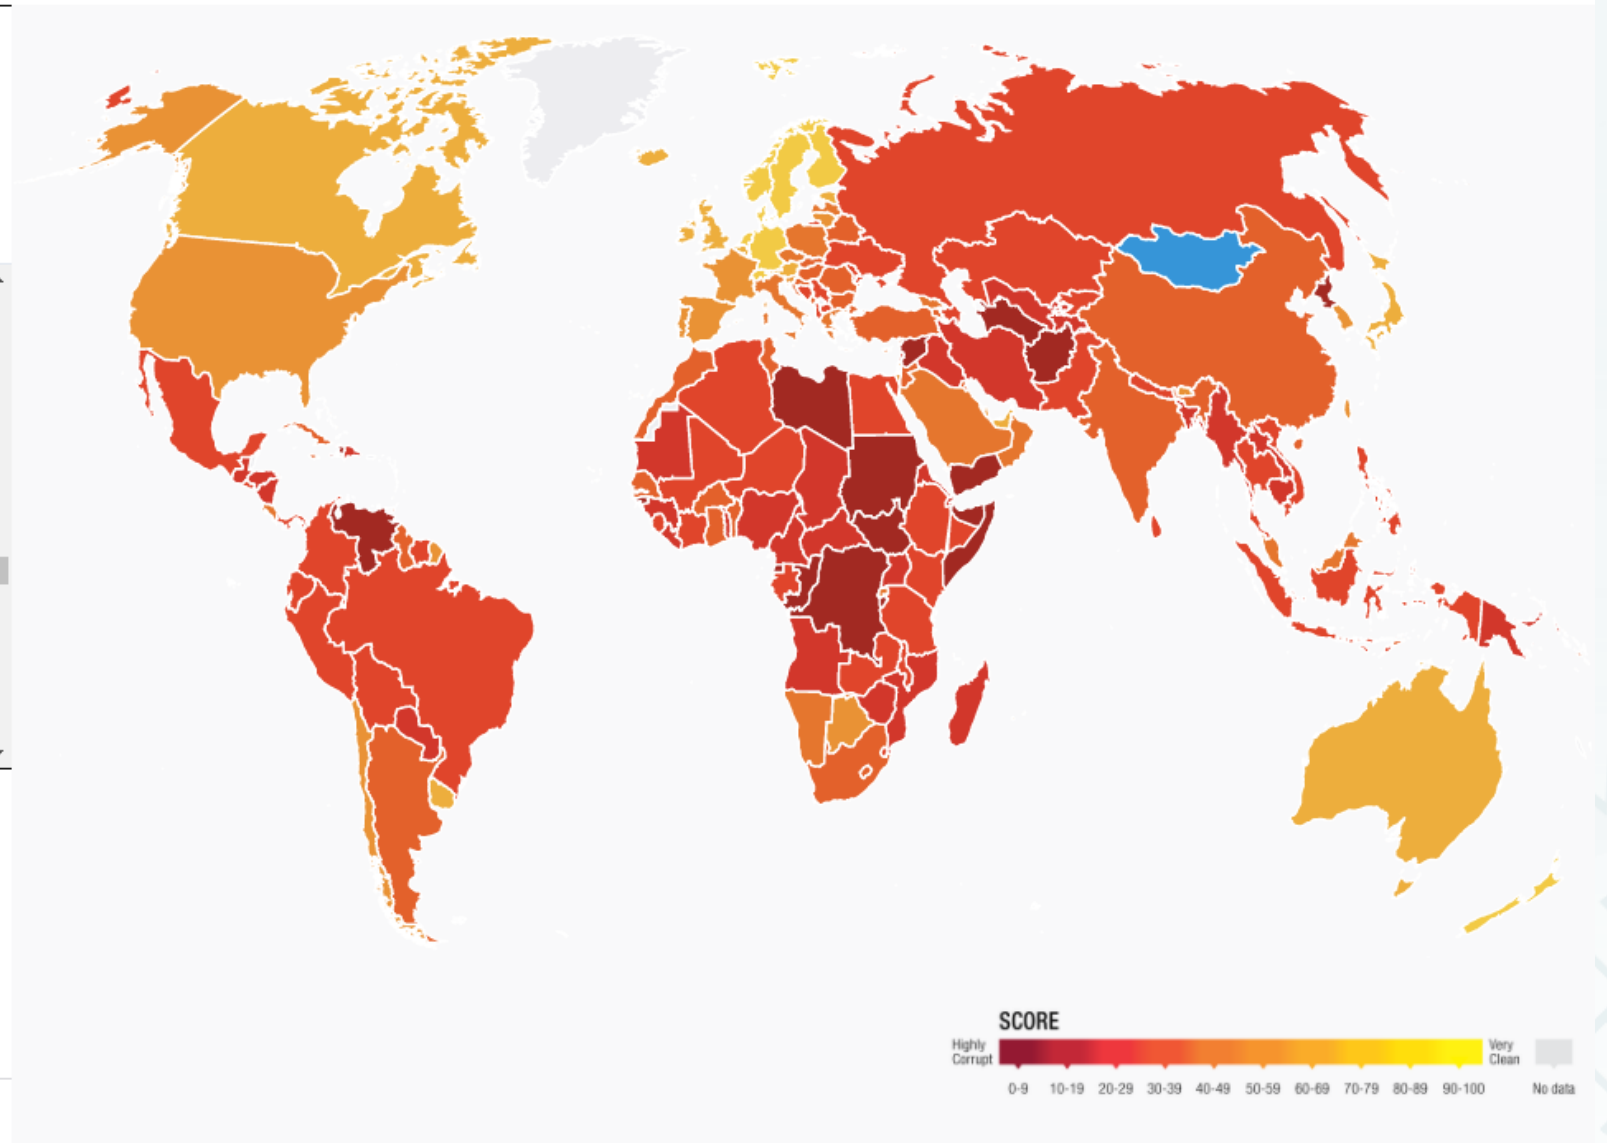 SCORE
Highly
Corrupt
Very
Clean
0-9 10-19 20-29 30-39 40-49 50-59 60-69 70-79 80-89 90-100 No data